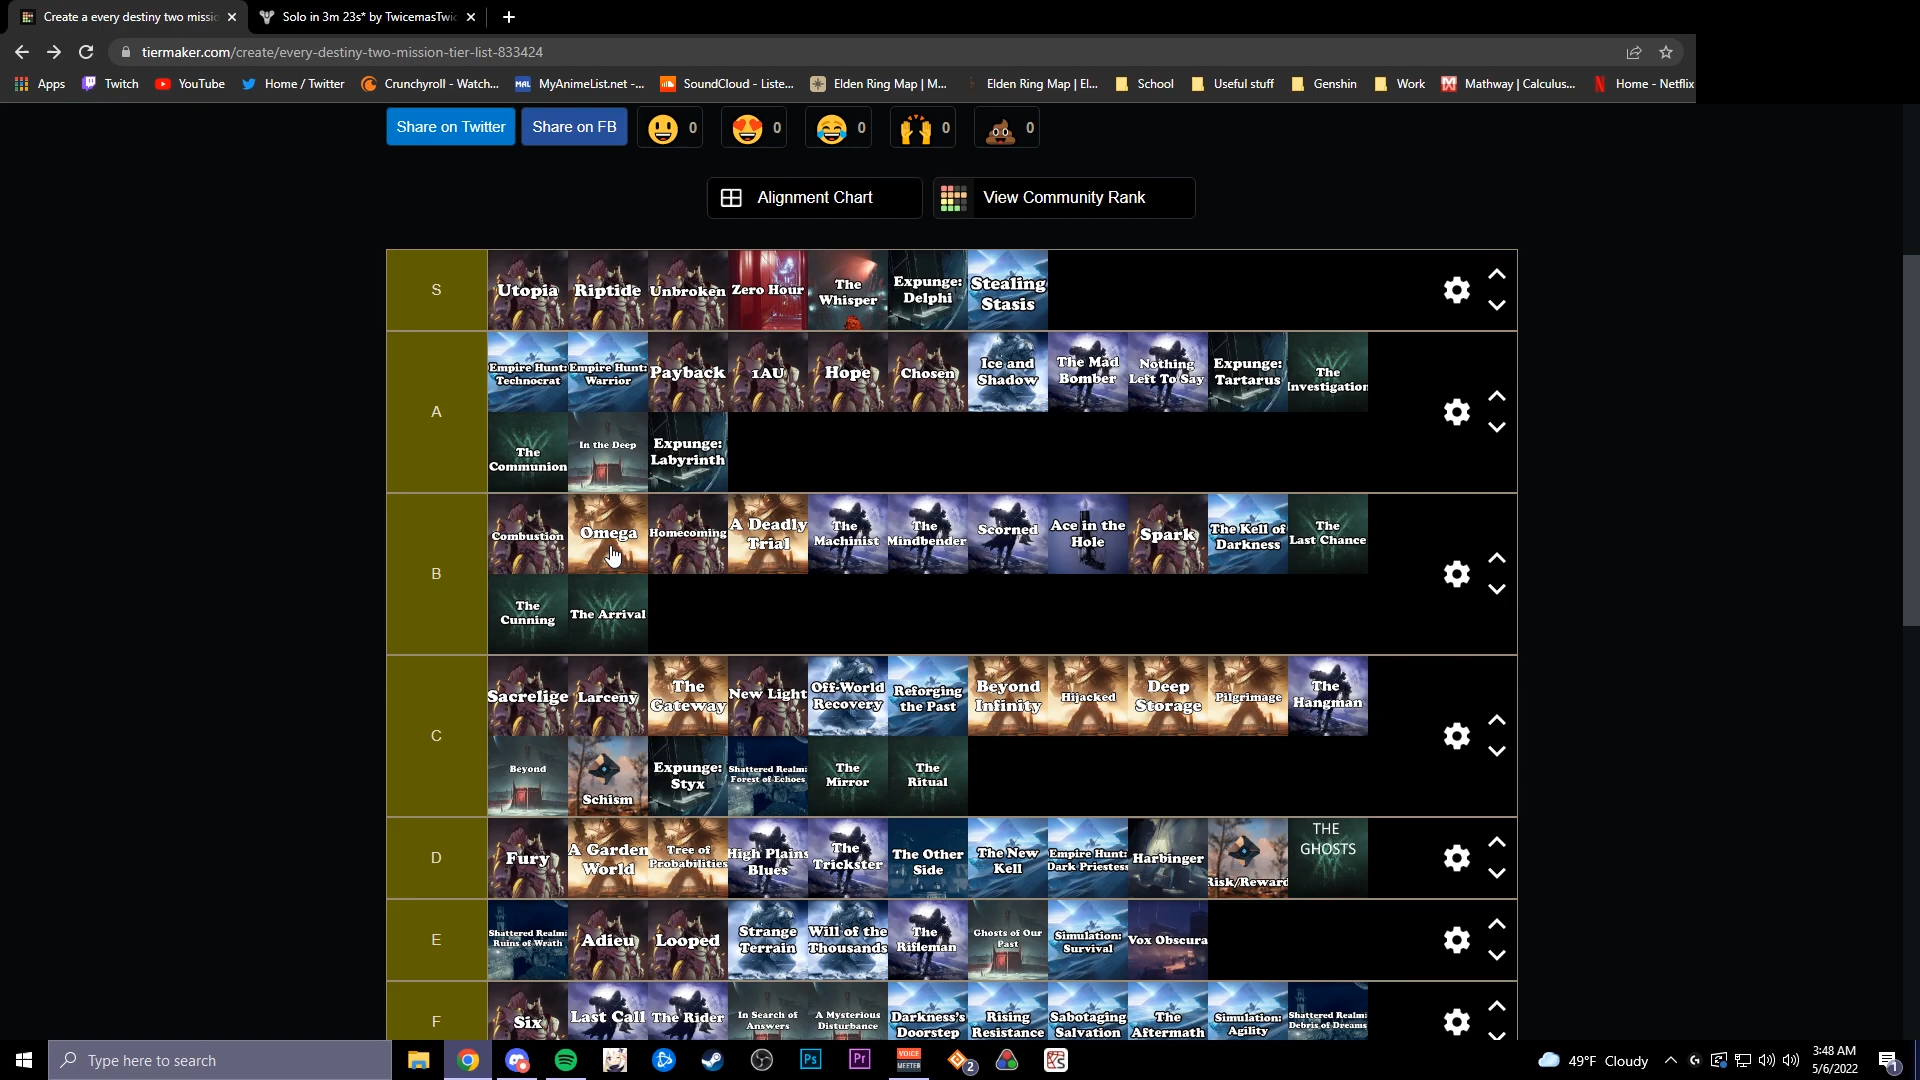 Create a every destiny two missi
Solo in 3m 23s* by TwicemasTwic
tiermaker.com/create/every-destiny-two-mission-tier-list-833424
Apps
Twitch
YouTube
Home / Twitter
Crunchyroll - Watch...
MAL
MyAnimeList.net -...
SoundCloud - Liste...
Elden Ring Map | M...
Elden Ring Map | El...
School
Useful stuff
Genshin
Work
Mathway | Calculus...
Home - Netflix
Share on Twitter
Share on FB
0
0
0
0
0
Alignment Chart
View Community Rank
S
Utopia
Riptide
Unbroken
Zero Hour
The
Whisper
Expunge:
Delphi
Stealing
Stasis
A
Empire Hunt:
Technocrat
Empire Hunt:
Warrior
Payback
1AU
Hope
Chosen
Ice and
Shadow
The Mad
Bomber
Nothing
Left To Say
Expunge:
Tartarus
The
Investigation
The
Communion
In the Deep
Expunge:
Labyrinth
B
Combustion
Omega
Homecoming
A Deadly
Trial
The
Machinist
The
Mindbender
Scorned
Ace in the
Hole
Spark
The Kell of
Darkness
The
Last Chance
The
Cunning
The Arrival
C
Sacrelige
Larceny
The
Gateway
New Light
Off-World
Recovery
Reforging
the Past
Beyond
Infinity
Hijacked
Deep
Storage
Pilgrimage
The
Hangman
Beyond
Schism
Expunge:
Styx
Shattered Realm:
Forest of Echoes
The
Mirror
The
Ritual
D
Fury
A Garden
World
Tree of
Probabilities
High Plains
Blues
The
Trickster
The Other
Side
The New
Kell
Empire Hunt:
Dark Priestess
Harbinger
Risk/Reward
THE
GHOSTS
E
Shattered Realm:
Ruins of Wrath
Adieu
Looped
Strange
Terrain
Will of the
Thousands
The
Rifleman
Ghosts of Our
Past
Simulation:
Survival
Vox Obscura
F
Six
Last Call
The Rider
In Search of
Answers
A Mysterious
Disturbance
Darkness's
Doorstep
Rising
Resistance
Sabotaging
Salvation
The
Aftermath
Simulation:
Agility
Shattered Realm:
Debris of Dreams
Type here to search
Ps
Pr
VOICE
MEETER
2
49°F Cloudy
3:48 AM
5/6/2022
1